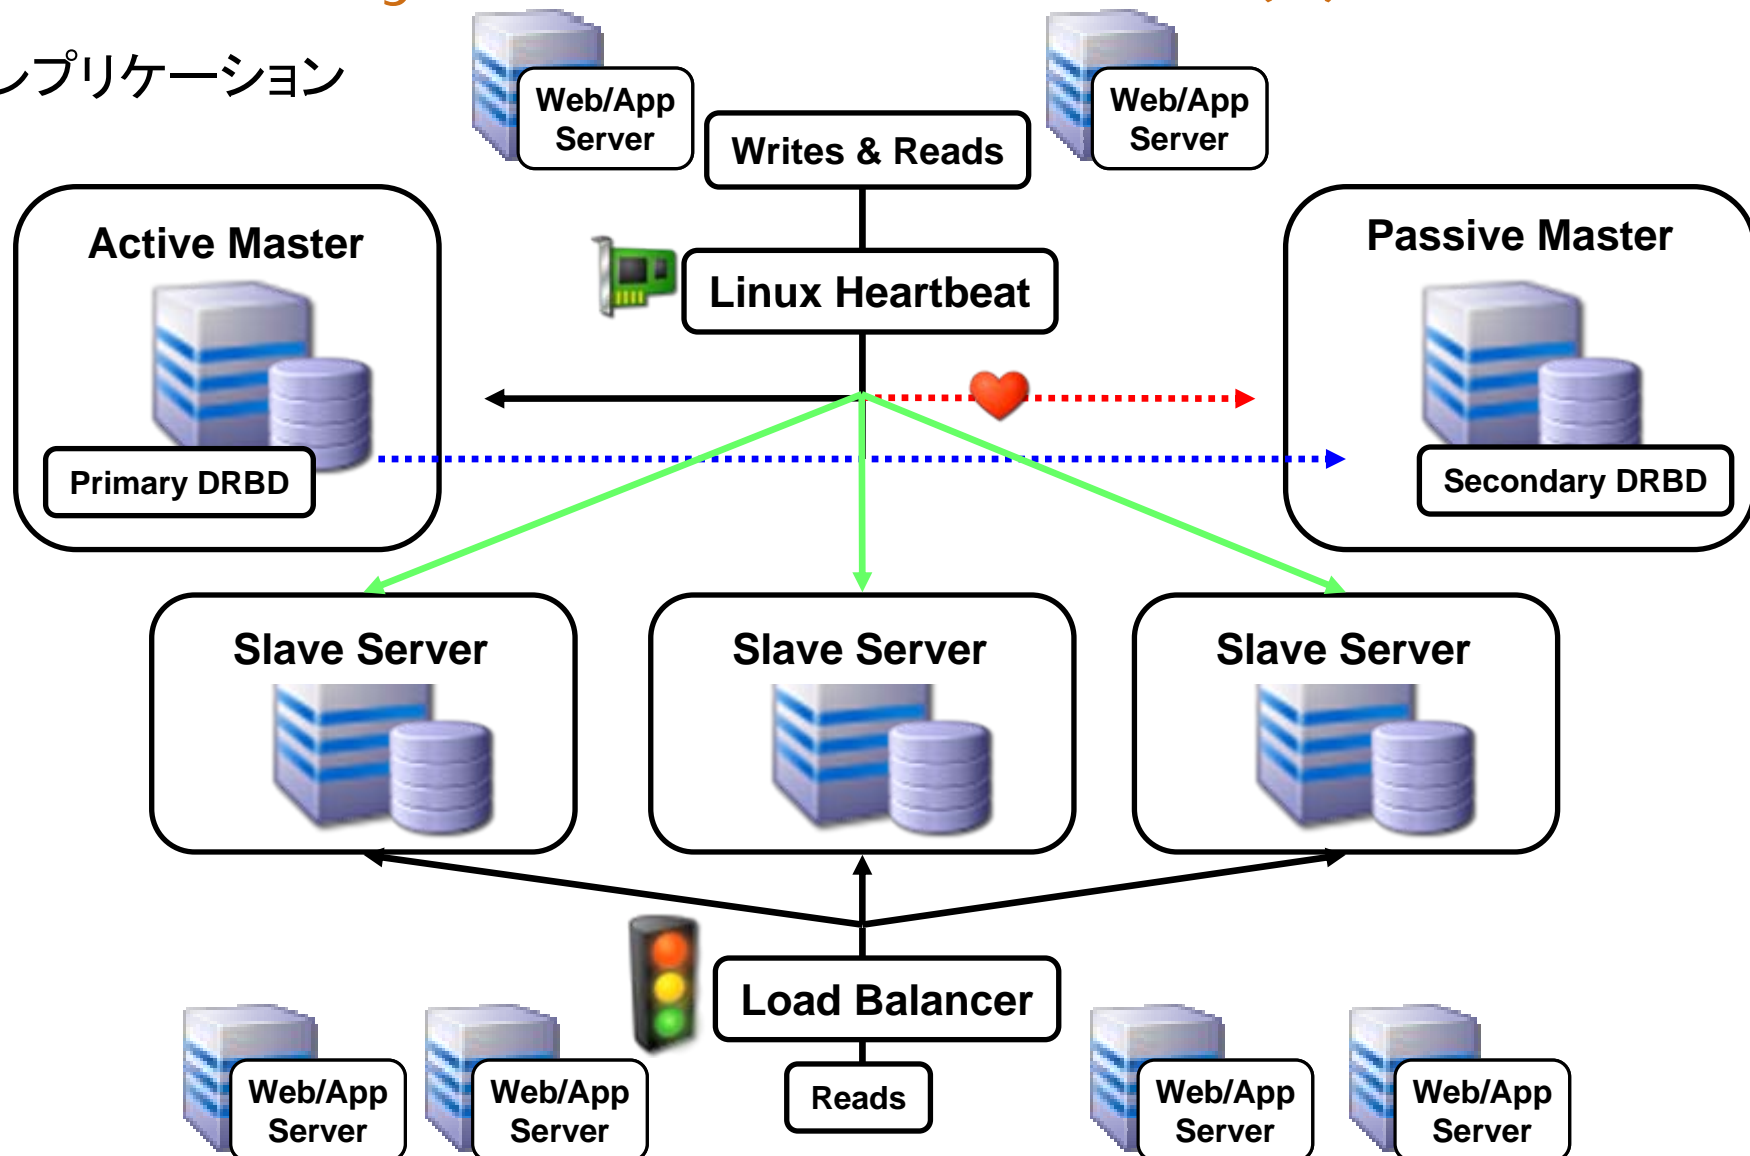 ンプリケーション
Web/App
Server
Web/App
Server
Writes & Reads
Active Master
Passive Master
Linux Heartbeat
Primary DRBD
Secondary DRBD
Slave Server
Slave Server
Slave Server
Load Balancer
Web/App
Server
Web/App
Server
Reads
Web/App
Server
Web/App
Server